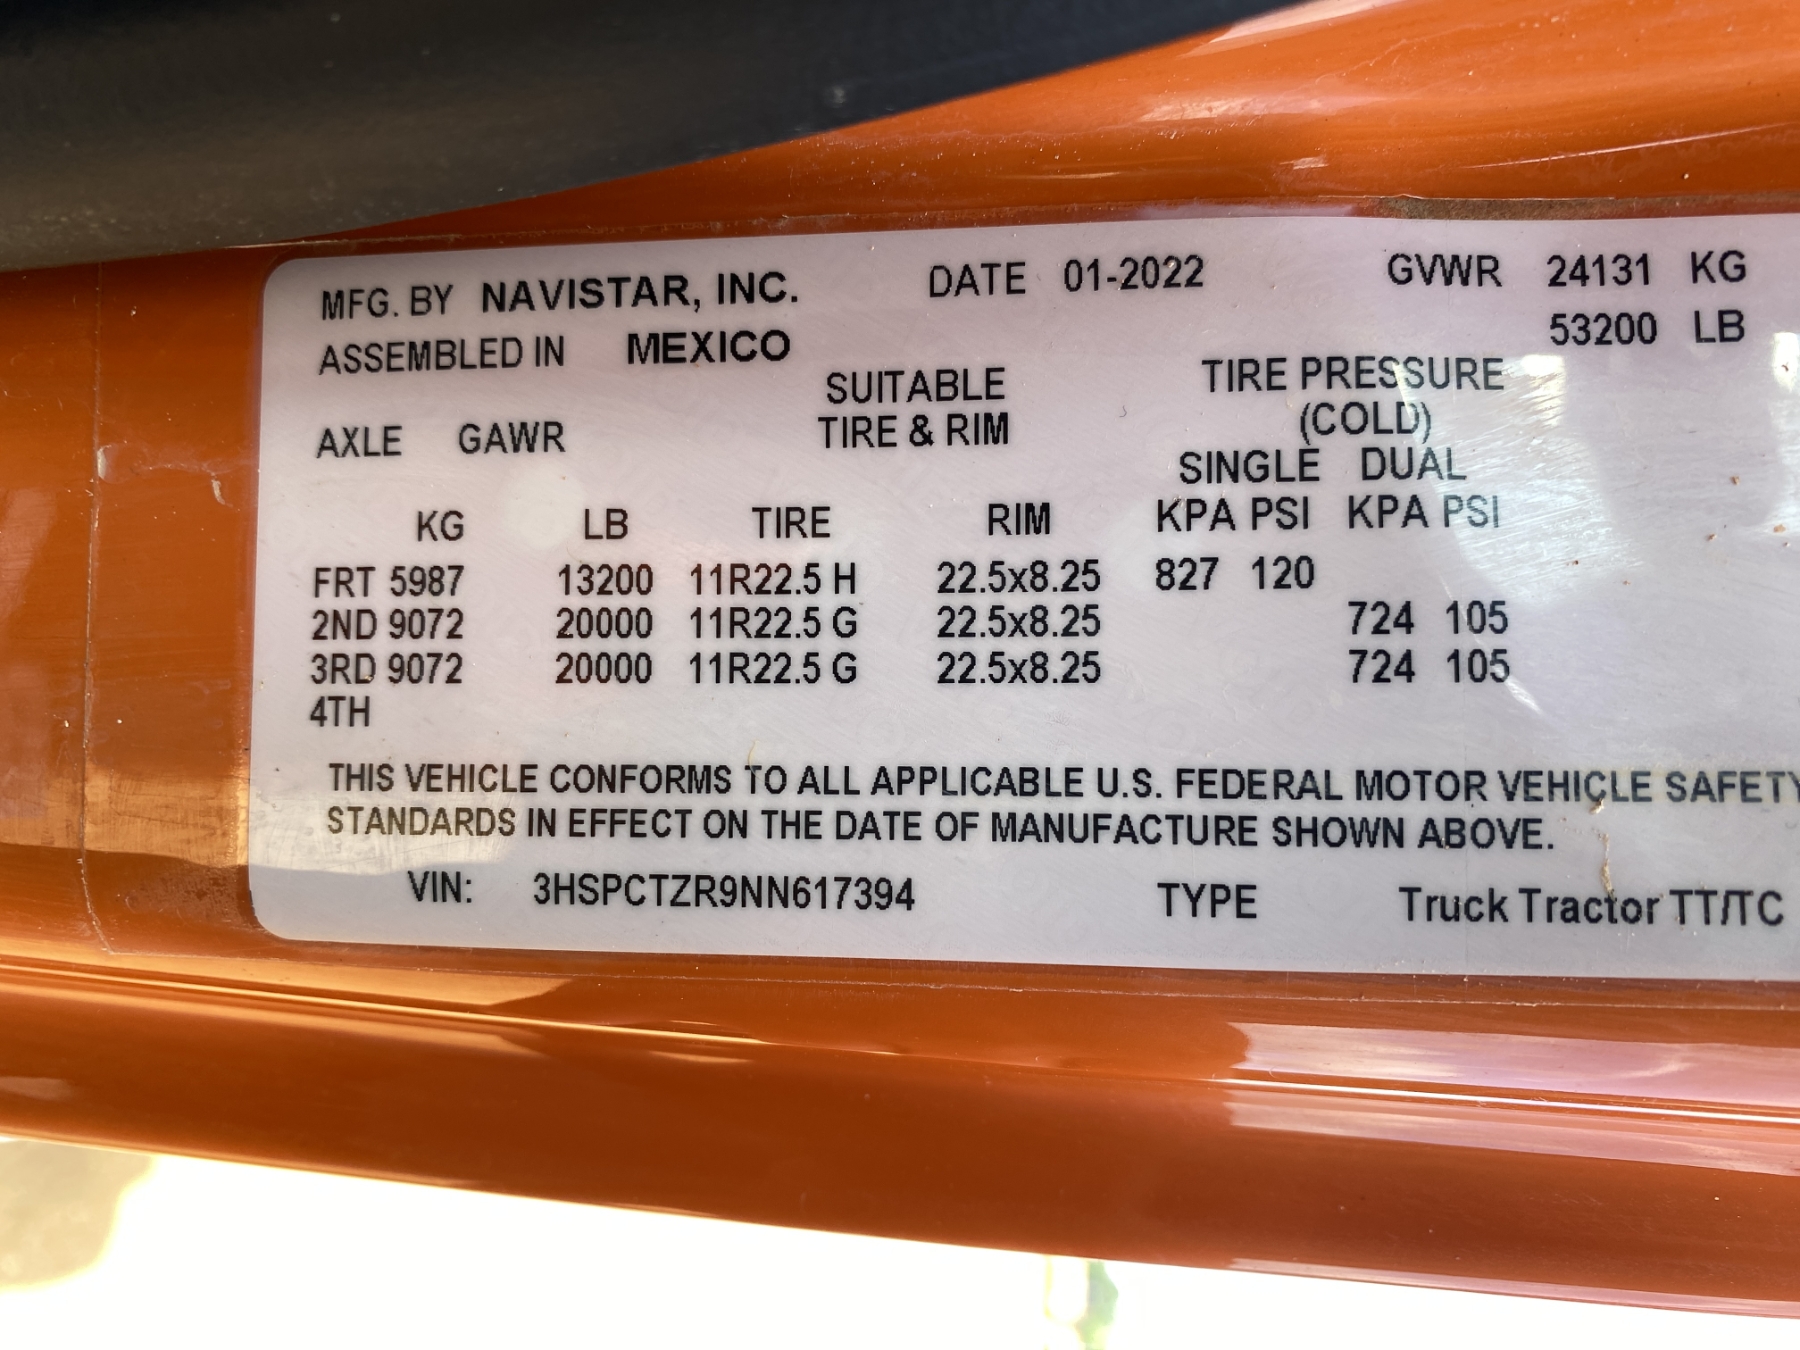 MFG. BY NAVISTAR, INC. DATE 01-2022 GVWR 24131 KG
53200 LB
ASSEMBLED IN MEXICO
SUITABLE TIRE PRESSURE
AXLE GAWR TIRE & RIM (COLD)
SINGLE DUAL
KG LB TIRE RIM KPA PSI KPA PSI
FRT 5987 13200 11R22.5 H 22.5x8.25 827 120
2ND 9072 20000 11R22.5 G 22.5x8.25 724 105
3RD 9072 20000 11R22.5 G 22.5x8.25 724 105
4TH
THIS VEHICLE CONFORMS TO ALL APPLICABLE U.S. FEDERAL MOTOR VEHICLE SAFETY
STANDARDS IN EFFECT ON THE DATE OF MANUFACTURE SHOWN ABOVE.
VIN: 3HSPCTZR9NN617394 TYPE Truck Tractor TT/TC